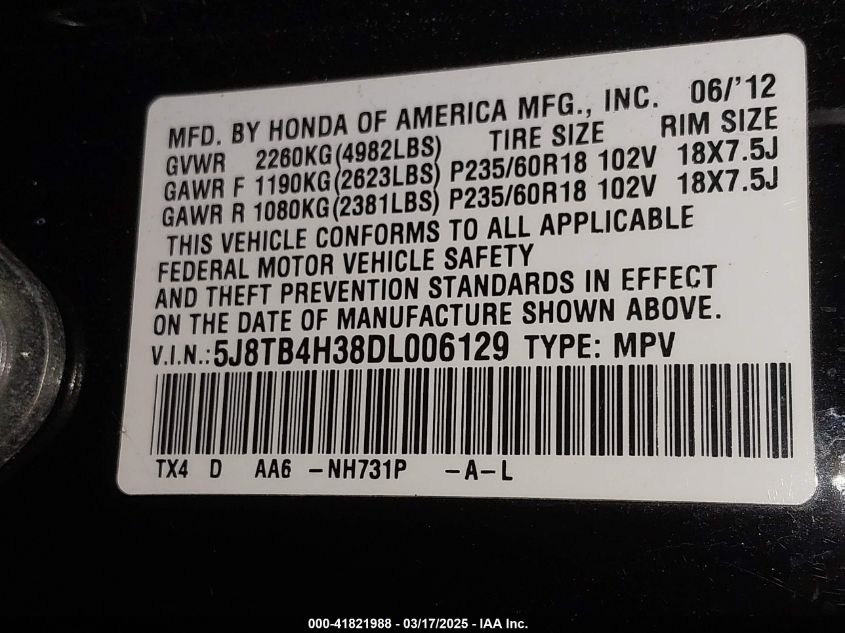 MFD. BY HONDA OF AMERICA MFG., INC. 06/'12
GVWR 2260KG(4982LBS) TIRE SIZE RIM SIZE
GAWR F 1190KG(2623LBS) P235/60R18 102V 18X7.5J
GAWR R 1080KG(2381LBS) P235/60R18 102V 18X7.5J
THIS VEHICLE CONFORMS TO ALL APPLICABLE
FEDERAL MOTOR VEHICLE SAFETY
AND THEFT PREVENTION STANDARDS IN EFFECT
ON THE DATE OF MANUFACTURE SHOWN ABOVE.
V.I.N.:5J8TB4H38DL006129 TYPE: MPV
TX4 D AA6 -NH731P -A-L
000-41821988 - 03/17/2025 - IAA Inc.